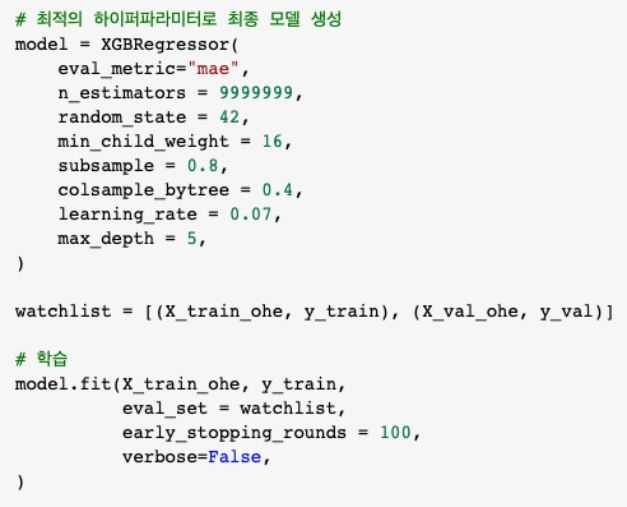 # 최적의 하이퍼파라미터로 최종 모델 생성
model = XGBRegressor(
    eval_metric="mae",
    n_estimators = 9999999,
    random_state = 42,
    min_child_weight = 16,
    subsample = 0.8,
    colsample_bytree = 0.4,
    learning_rate = 0.07,
    max_depth = 5,
)
watchlist = [(X_train_ohe, y_train), (X_val_ohe, y_val)]
# 학습
model.fit(X_train_ohe, y_train,
          eval_set = watchlist,
          early_stopping_rounds = 100,
          verbose=False,
)